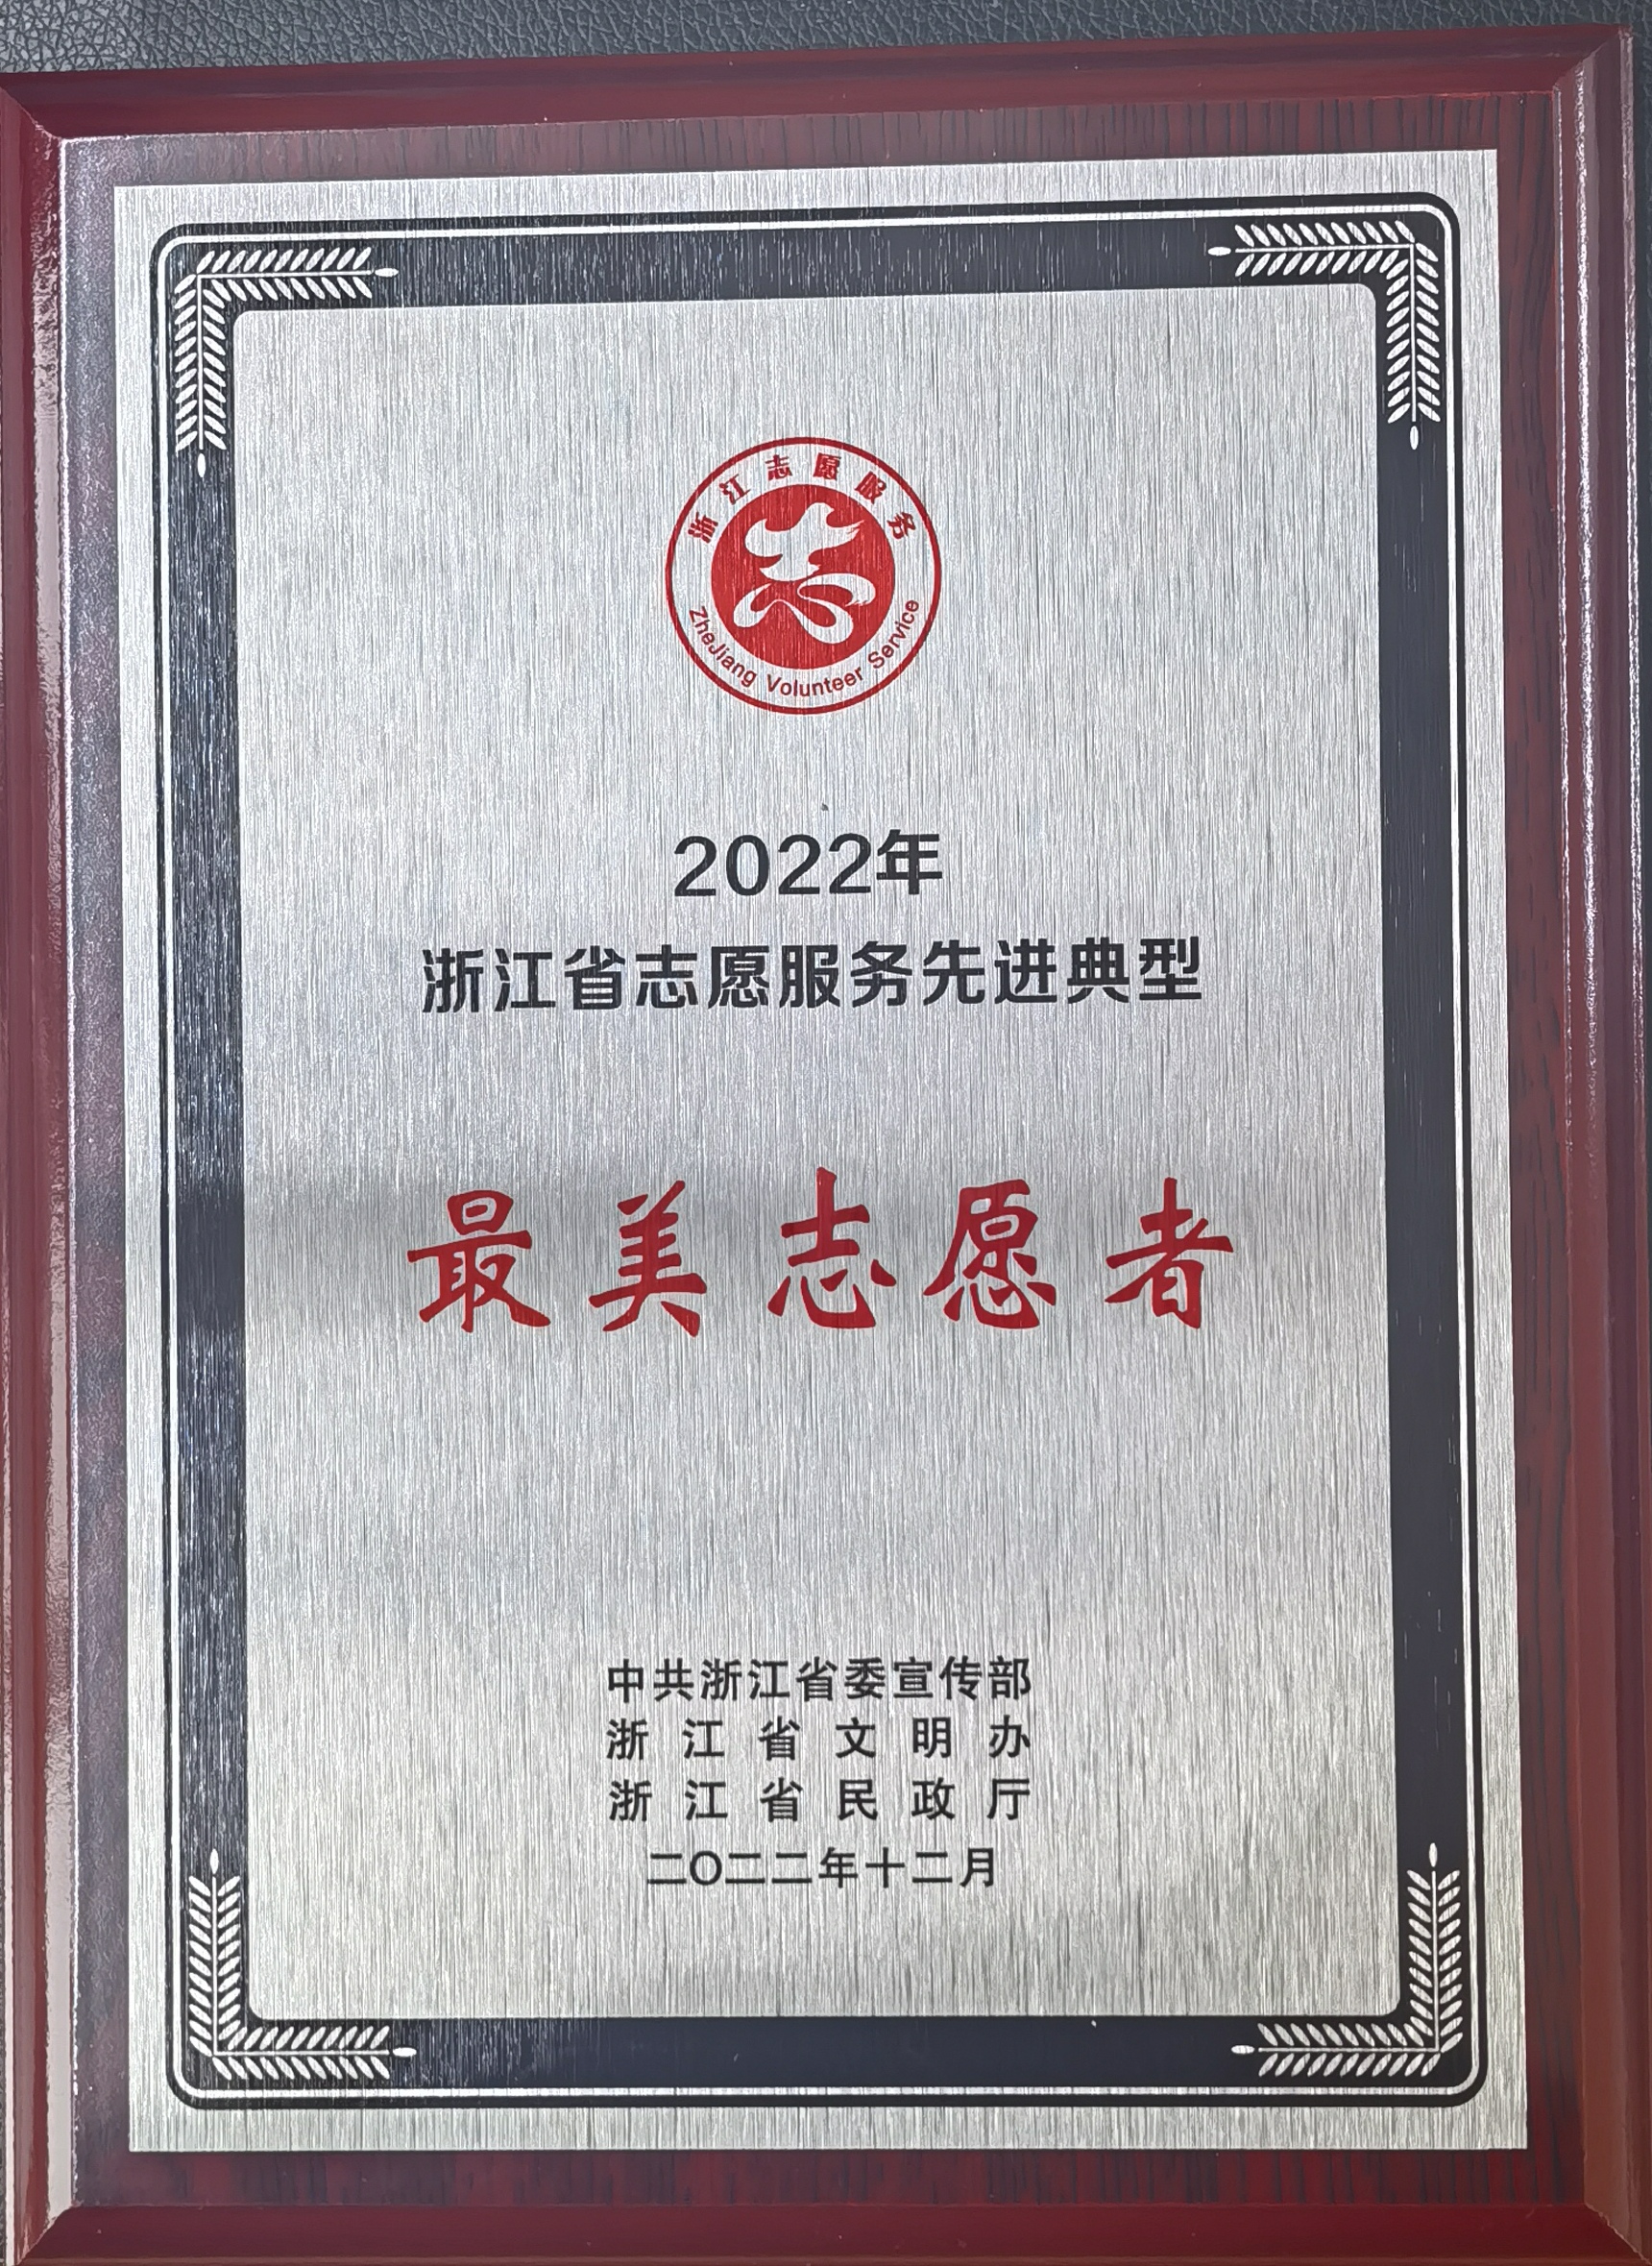 浙江志愿服务
志
ZheJiang Volunteer Service
2022年
浙江省志愿服务先进典型
最美志愿者
中共浙江省委宣传部
浙江省文明办
浙江省民政厅
二〇二二年十二月